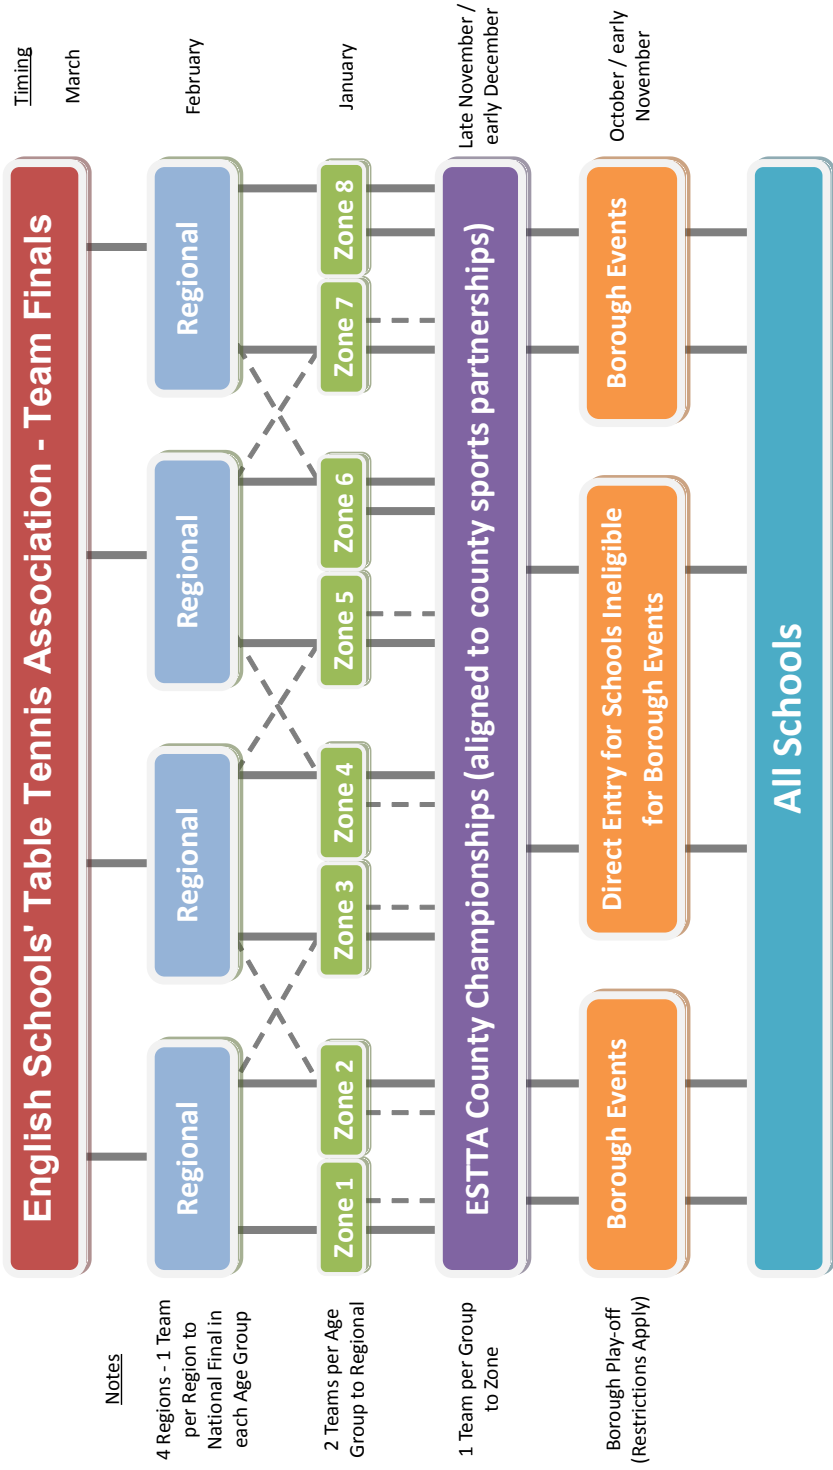 Notes
Timing
English Schools' Table Tennis Association - Team Finals
March
4 Regions - 1 Team
per Region to
National Final in
each Age Group
Regional
Regional
Regional
Regional
February
2 Teams per Age
Group to Regional
Zone 1
Zone 2
Zone 3
Zone 4
Zone 5
Zone 6
Zone 7
Zone 8
January
1 Team per Group
to Zone
ESTTA County Championships (aligned to county sports partnerships)
Late November /
early December
Borough Play-off
(Restrictions Apply)
Borough Events
Direct Entry for Schools Ineligible
for Borough Events
Borough Events
October / early
November
All Schools